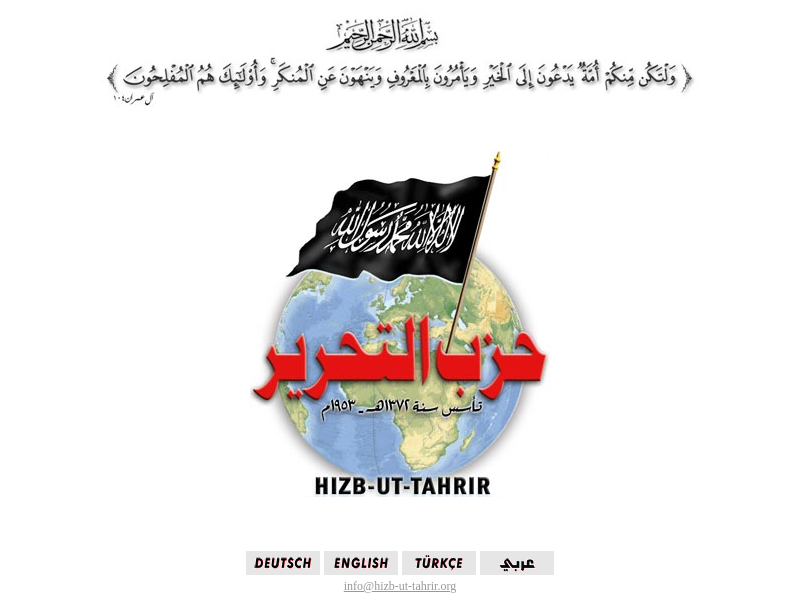 بسم الله الرحمن الرحيم
﴿ وَلْتَكُن مِّنكُمْ أُمَّةٌ يَدْعُونَ إِلَى الْخَيْرِ وَيَأْمُرُونَ بِالْمَعْرُوفِ وَيَنْهَوْنَ عَنِ الْمُنكَرِ ۚ وَأُوْلَٰٓئِكَ هُمُ الْمُفْلِحُونَ ﴾
آل عمران ١٠٤
لا إله إلا الله محمد رسول الله
حزب التحرير
تأسس سنة ١٣٧٢هـ - ١٩٥٣م
HIZB-UT-TAHRIR
DEUTSCH ENGLISH TÜRKÇE عربي
info@hizb-ut-tahrir.org